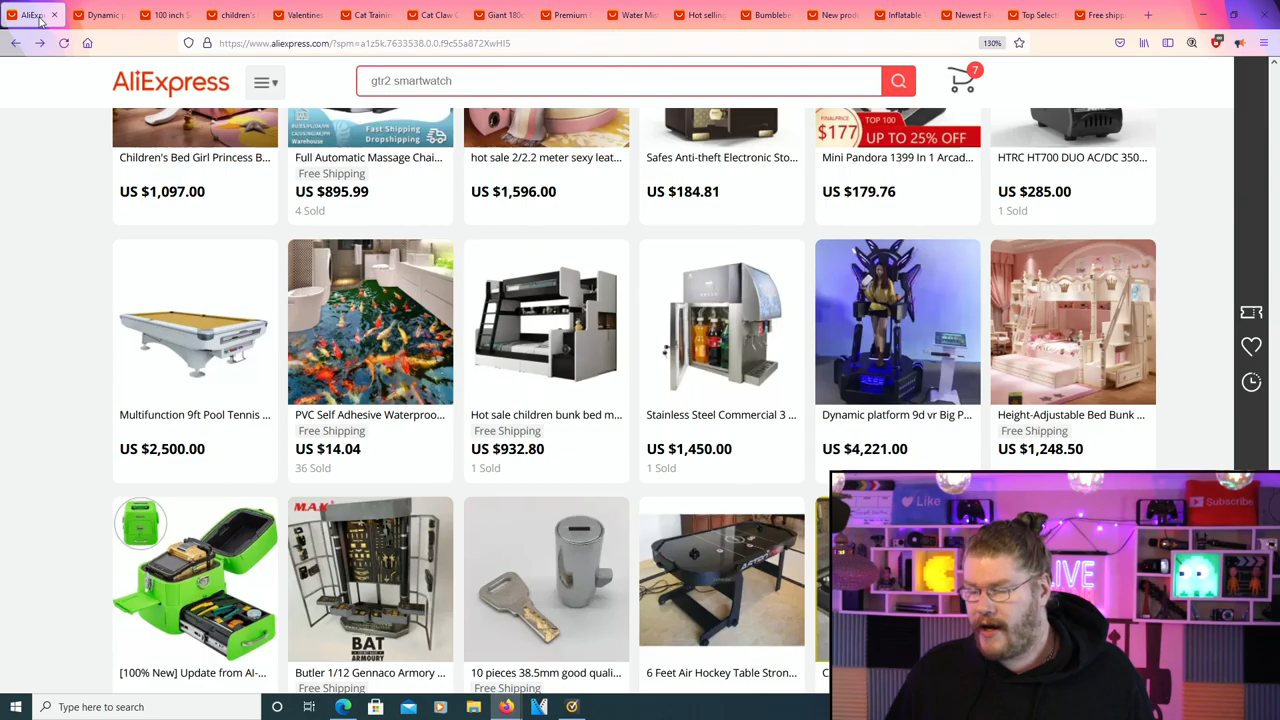 AliExpr
Dynamic p
100 inch S
children's
Valentines
Cat Trainin
Cat Claw C
Giant 180c
Premium C
Water Mis
Hot selling
Bumblebe
New prod
Inflatable
Newest Fa
Top Select
Free shipp
https://www.aliexpress.com/?spm=a1z5k.7633538.0.0.f9c55a872XwHI5
130%
AliExpress
gtr2 smartwatch
7
Warehouse
Fast Shipping
Dropshipping
FINAL PRICE
$177
TOP 100
UP TO 25% OFF
Children's Bed Girl Princess B...
Full Automatic Massage Chai...
hot sale 2/2.2 meter sexy leat...
Safes Anti-theft Electronic Sto...
Mini Pandora 1399 In 1 Arcad...
HTRC HT700 DUO AC/DC 350...
Free Shipping
US $1,097.00
US $895.99
US $1,596.00
US $184.81
US $179.76
US $285.00
4 Sold
1 Sold
Multifunction 9ft Pool Tennis ...
PVC Self Adhesive Waterproo...
Hot sale children bunk bed m...
Stainless Steel Commercial 3 ...
Dynamic platform 9d vr Big P...
Height-Adjustable Bed Bunk ...
Free Shipping
Free Shipping
Free Shipping
US $2,500.00
US $14.04
US $932.80
US $1,450.00
US $4,221.00
US $1,248.50
36 Sold
1 Sold
1 Sold
Like
Subscribe
LIVE
M.A.K
BAT
ARMOURY
[100% New] Update from AI-...
Butler 1/12 Gennaco Armory ...
10 pieces 38.5mm good quali...
6 Feet Air Hockey Table Stron...
Free Shipping
Free Shipping
Type here to search